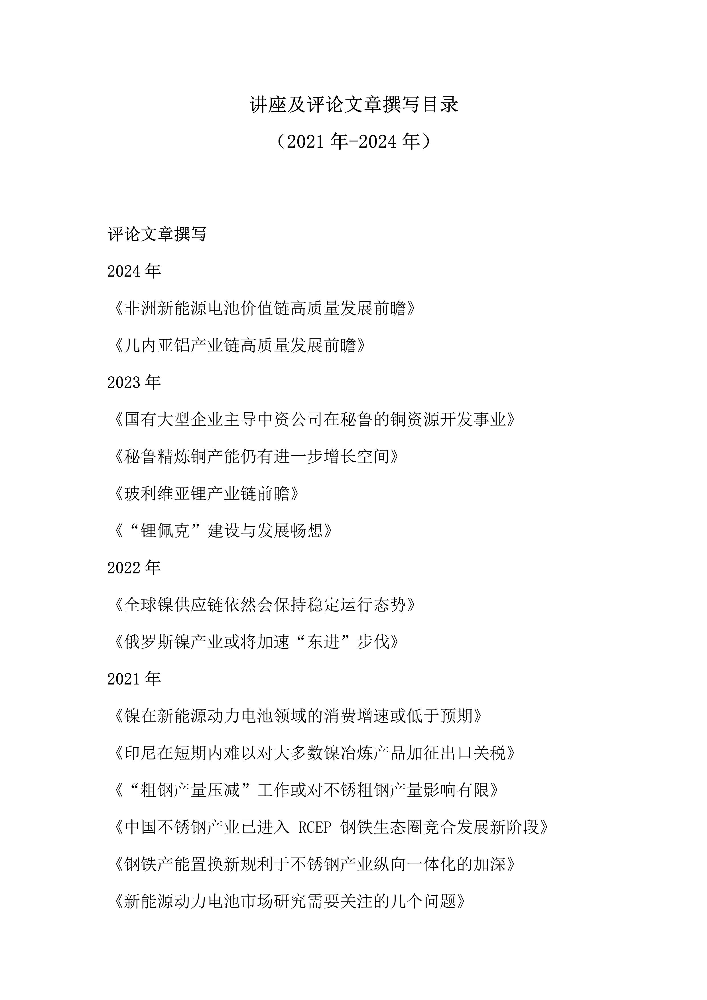 讲座及评论文章撰写目录
（2021 年-2024 年）
评论文章撰写
2024 年
《非洲新能源电池价值链高质量发展前瞻》
《几内亚铝产业链高质量发展前瞻》
2023 年
《国有大型企业主导中资公司在秘鲁的铜资源开发事业》
《秘鲁精炼铜产能仍有进一步增长空间》
《玻利维亚锂产业链前瞻》
《“锂佩克”建设与发展畅想》
2022 年
《全球镍供应链依然会保持稳定运行态势》
《俄罗斯镍产业或将加速“东进”步伐》
2021 年
《镍在新能源动力电池领域的消费增速或低于预期》
《印尼在短期内难以对大多数镍冶炼产品加征出口关税》
《“粗钢产量压减”工作或对不锈粗钢产量影响有限》
《中国不锈钢产业已进入 RCEP 钢铁生态圈竞合发展新阶段》
《钢铁产能置换新规利于不锈钢产业纵向一体化的加深》
《新能源动力电池市场研究需要关注的几个问题》